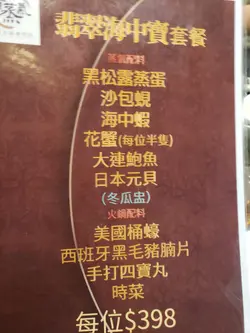 蒸
翡翠海中寶套餐
蒸氣配料
黑松露蒸蛋
沙包蜆
海中蝦
花蟹(每位半隻)
大連鮑魚
日本元貝
(冬瓜盅)
火鍋配料
美國桶蠔
西班牙黑毛豬腩片
手打四寶丸
時菜
每位$398